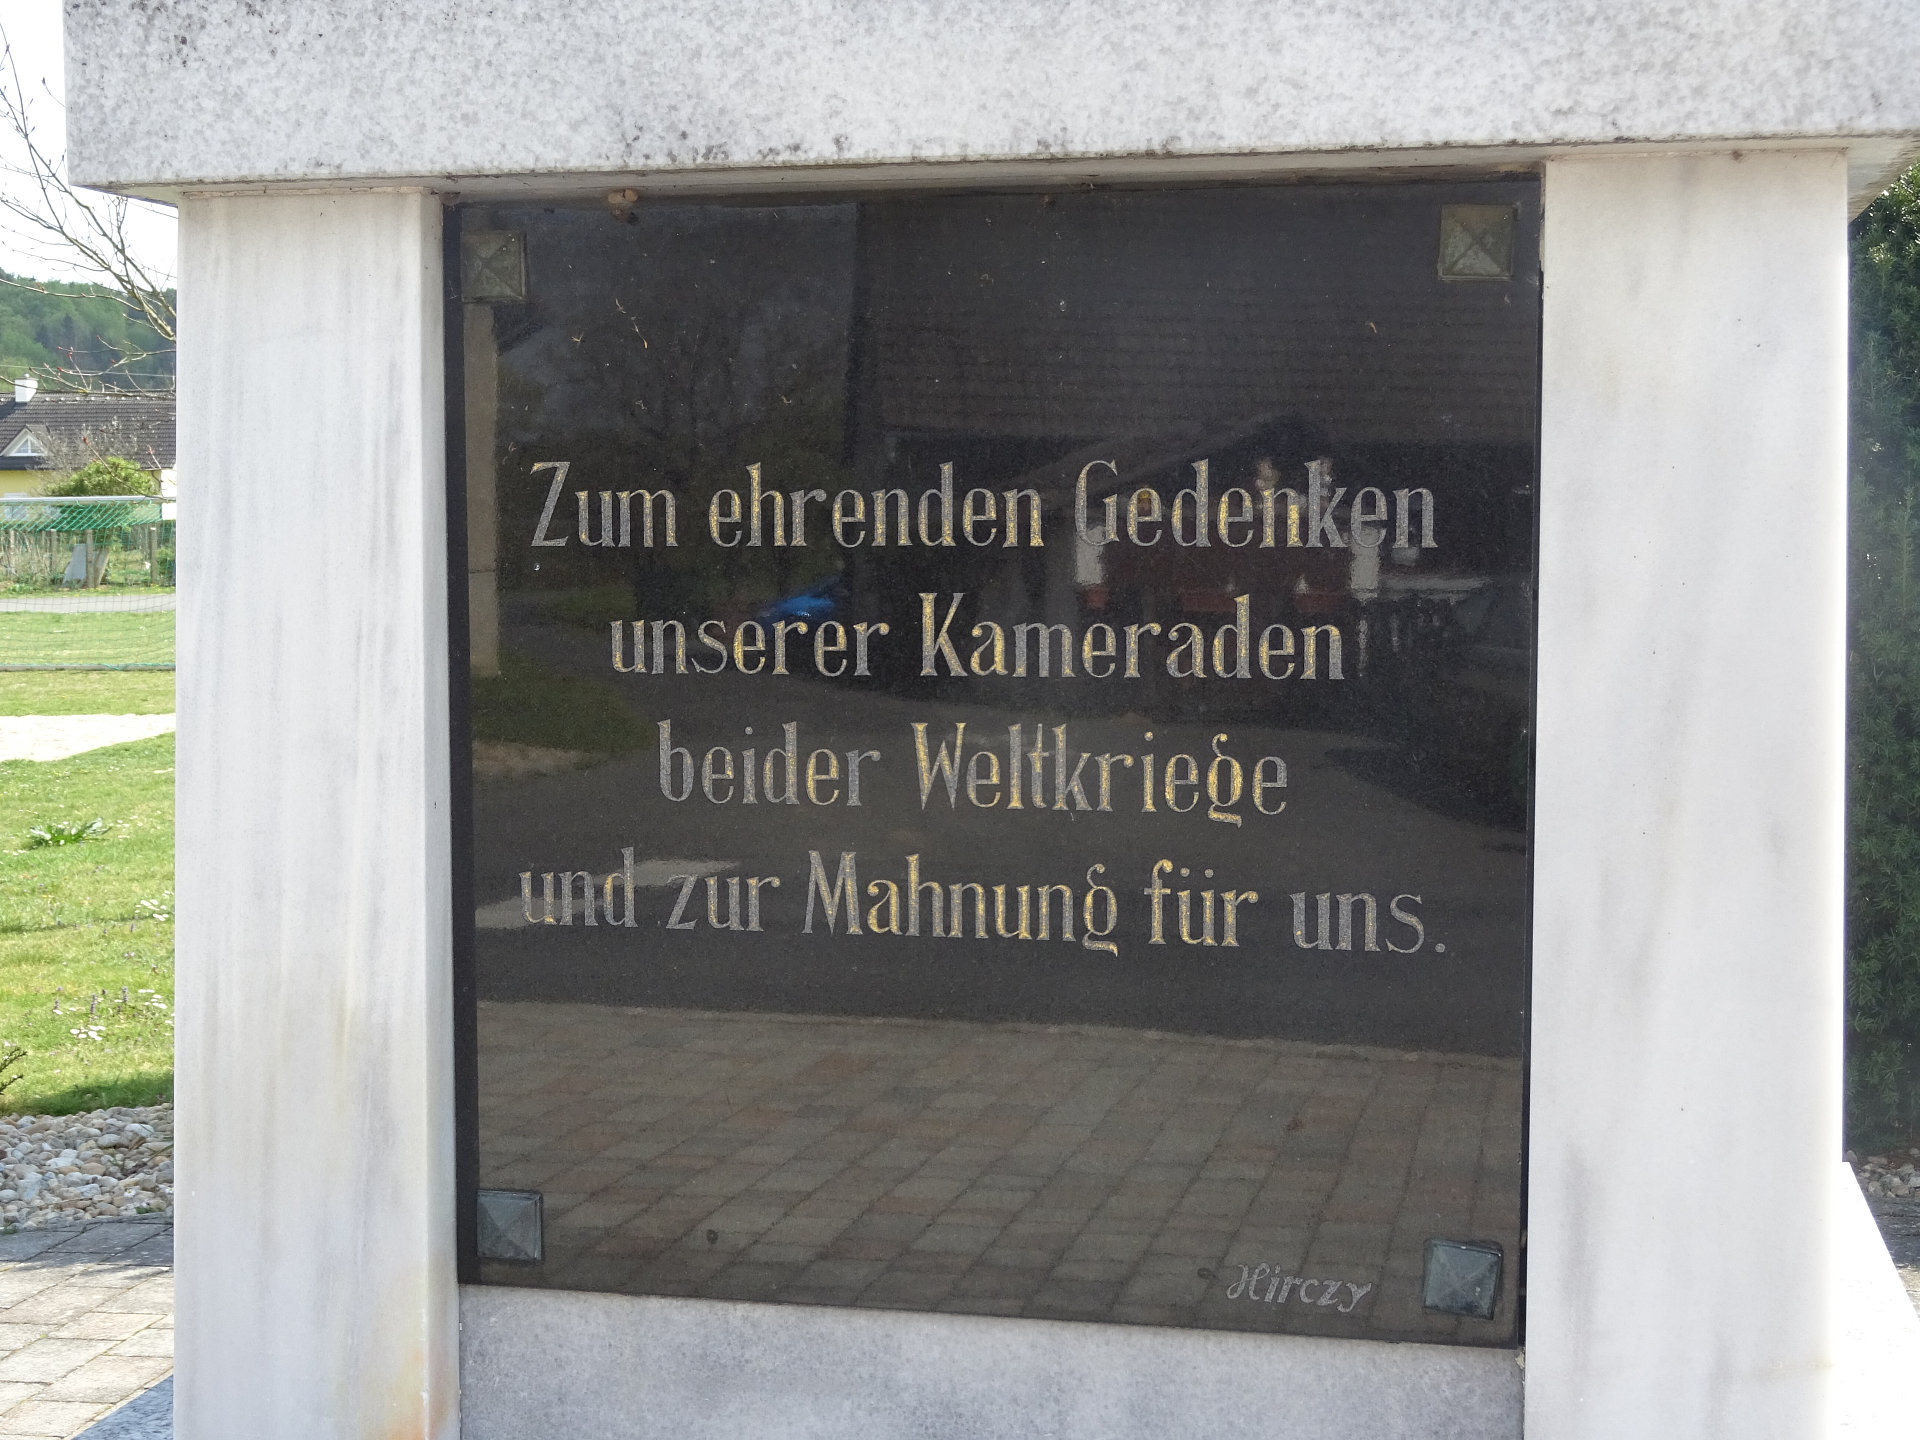 Zum ehrenden Gedenken
unserer Kameraden
beider Weltkriege
und zur Mahnung für uns.
Hirczy